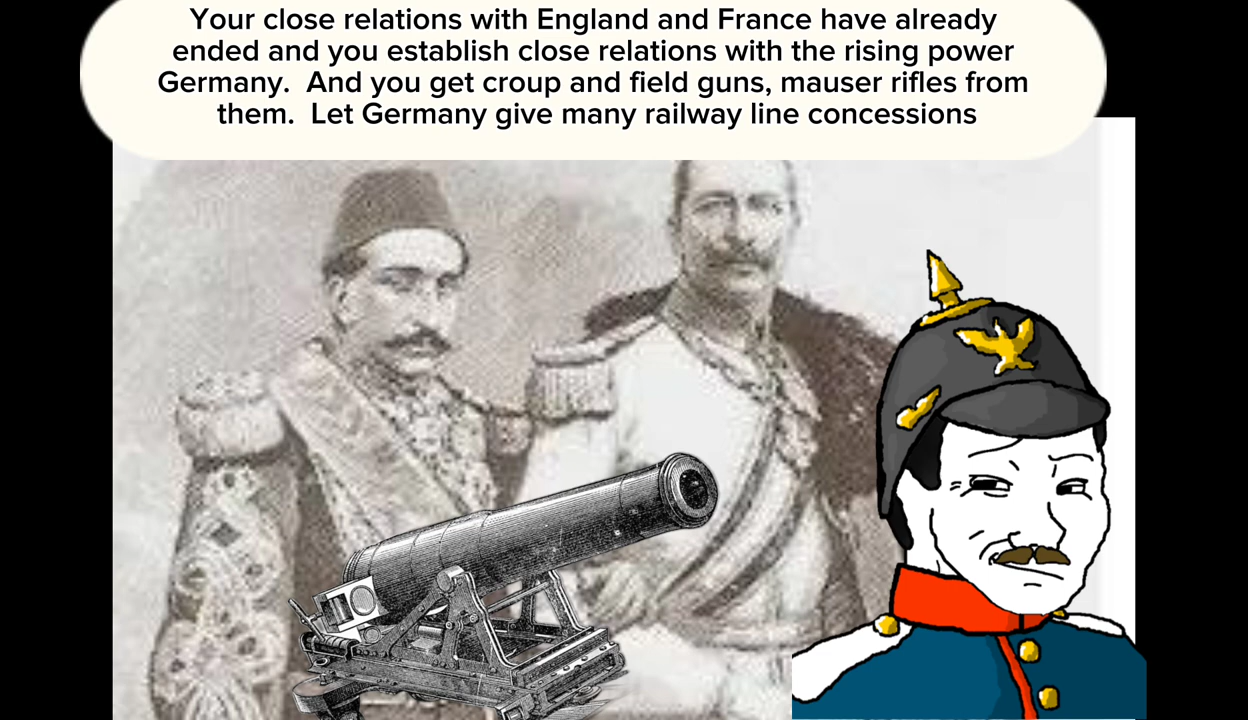 Your close relations with England and France have already
ended and you establish close relations with the rising power
Germany.  And you get croup and field guns, mauser rifles from
them.  Let Germany give many railway line concessions